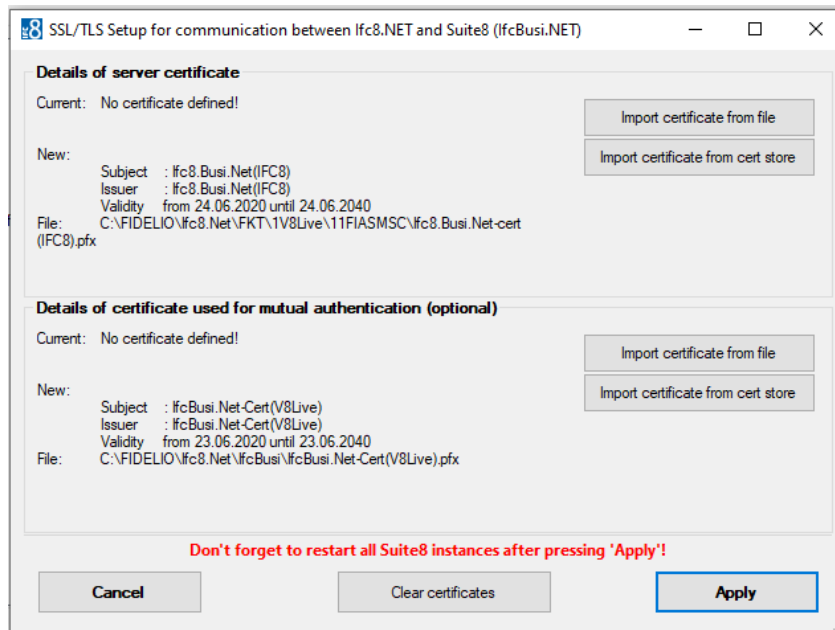 SSL/TLS Setup for communication between Ifc8.NET and Suite8 (IfcBusi.NET)
Details of server certificate
Current: No certificate defined!
Import certificate from file
New:
Import certificate from cert store
Subject : Ifc8.Busi.Net(IFC8)
Issuer : Ifc8.Busi.Net(IFC8)
Validity from 24.06.2020 until 24.06.2040
File: C:\FIDELIO\Ifc8.Net\FKT\1V8Live\11FIASMSC\Ifc8.Busi.Net-cert
(IFC8).pfx
Details of certificate used for mutual authentication (optional)
Current: No certificate defined!
Import certificate from file
New:
Import certificate from cert store
Subject : IfcBusi.Net-Cert(V8Live)
Issuer : IfcBusi.Net-Cert(V8Live)
Validity from 23.06.2020 until 23.06.2040
File: C:\FIDELIO\Ifc8.Net\IfcBusi\IfcBusi.Net-Cert(V8Live).pfx
Don't forget to restart all Suite8 instances after pressing 'Apply'!
Cancel Clear certificates Apply